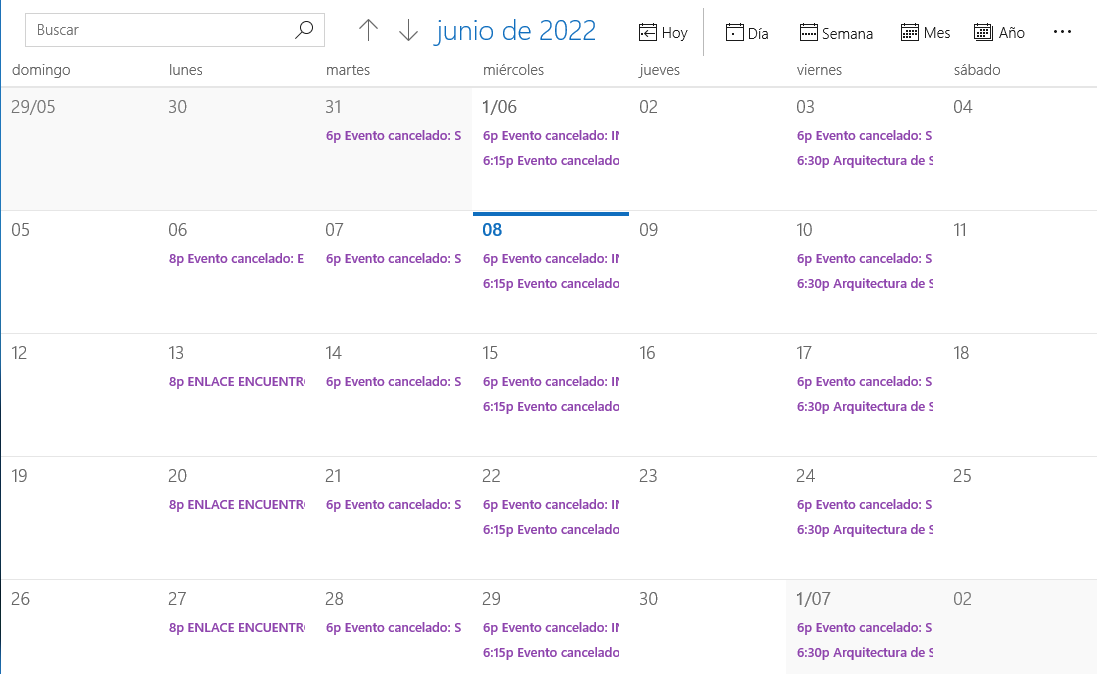 Buscar
junio de 2022
Hoy
Día
Semana
Mes
Año
domingo lunes martes miércoles jueves viernes sábado
29/05 30 31 1/06 02 03 04
6p Evento cancelado: S 6p Evento cancelado: 6p Evento cancelado: S
6:15p Evento cancelado 6:30p Arquitectura de
05 06 07 08 09 10 11
8p Evento cancelado: E 6p Evento cancelado: S 6p Evento cancelado: 6p Evento cancelado: S
6:15p Evento cancelado 6:30p Arquitectura de
12 13 14 15 16 17 18
8p ENLACE ENCUENTR 6p Evento cancelado: S 6p Evento cancelado: 6p Evento cancelado: S
6:15p Evento cancelado 6:30p Arquitectura de
19 20 21 22 23 24 25
8p ENLACE ENCUENTR 6p Evento cancelado: S 6p Evento cancelado: 6p Evento cancelado: S
6:15p Evento cancelado 6:30p Arquitectura de
26 27 28 29 30 1/07 02
8p ENLACE ENCUENTR 6p Evento cancelado: S 6p Evento cancelado: 6p Evento cancelado: S
6:15p Evento cancelado 6:30p Arquitectura de